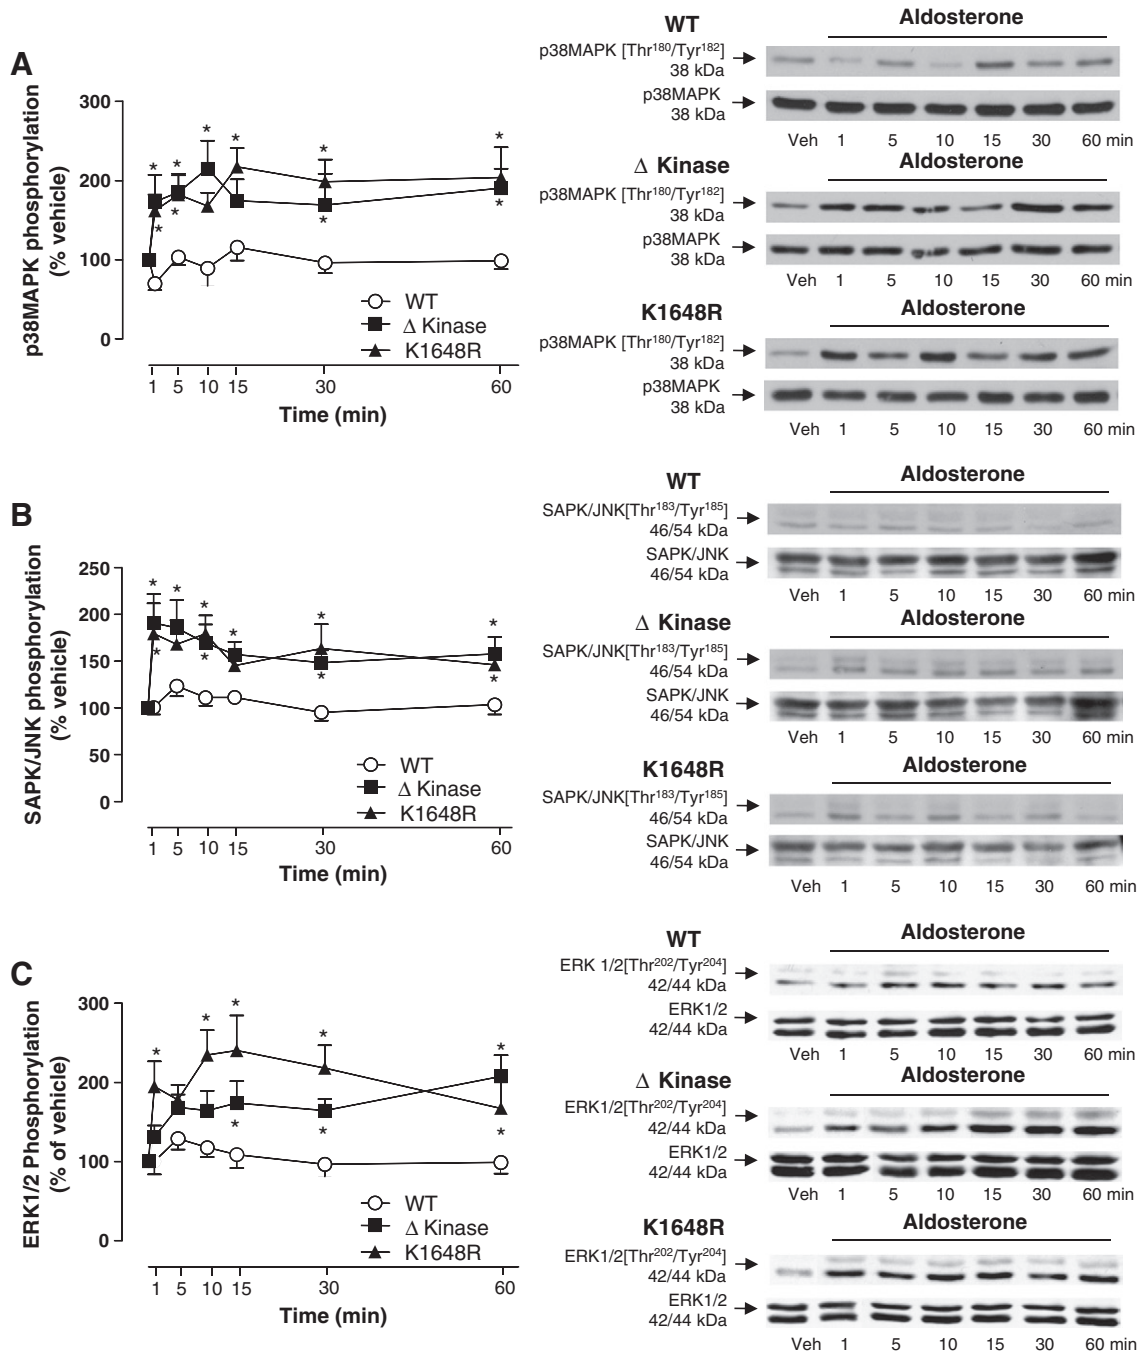 A
p38MAPK phosphorylation
(% vehicle)
300
200
100
0
* * * * * *
* * * *
WT
Δ Kinase
K1648R
1 5 10 15 30 60
Time (min)
WT
Aldosterone
p38MAPK [Thr180/Tyr182]
38 kDa
p38MAPK
38 kDa
Veh 1 5 10 15 30 60 min
Δ Kinase
Aldosterone
p38MAPK [Thr180/Tyr182]
38 kDa
p38MAPK
38 kDa
Veh 1 5 10 15 30 60 min
K1648R
Aldosterone
p38MAPK [Thr180/Tyr182]
38 kDa
p38MAPK
38 kDa
Veh 1 5 10 15 30 60 min
B
SAPK/JNK phosphorylation
(% vehicle)
250
200
150
100
50
0
* * * * * *
* * * *
WT
Δ Kinase
K1648R
1 5 10 15 30 60
Time (min)
WT
Aldosterone
SAPK/JNK[Thr183/Tyr185]
46/54 kDa
SAPK/JNK
46/54 kDa
Veh 1 5 10 15 30 60 min
Δ Kinase
Aldosterone
SAPK/JNK[Thr183/Tyr185]
46/54 kDa
SAPK/JNK
46/54 kDa
Veh 1 5 10 15 30 60 min
K1648R
Aldosterone
SAPK/JNK[Thr183/Tyr185]
46/54 kDa
SAPK/JNK
46/54 kDa
Veh 1 5 10 15 30 60 min
C
ERK1/2 Phosphorylation
(% of vehicle)
300
200
100
0
* * * * *
* * *
WT
Δ Kinase
K1648R
1 5 10 15 30 60
Time (min)
WT
Aldosterone
ERK 1/2[Thr202/Tyr204]
42/44 kDa
ERK1/2
42/44 kDa
Veh 1 5 10 15 30 60 min
Δ Kinase
Aldosterone
ERK1/2[Thr202/Tyr204]
42/44 kDa
ERK1/2
42/44 kDa
Veh 1 5 10 15 30 60 min
K1648R
Aldosterone
ERK1/2[Thr202/Tyr204]
42/44 kDa
ERK1/2
42/44 kDa
Veh 1 5 10 15 30 60 min